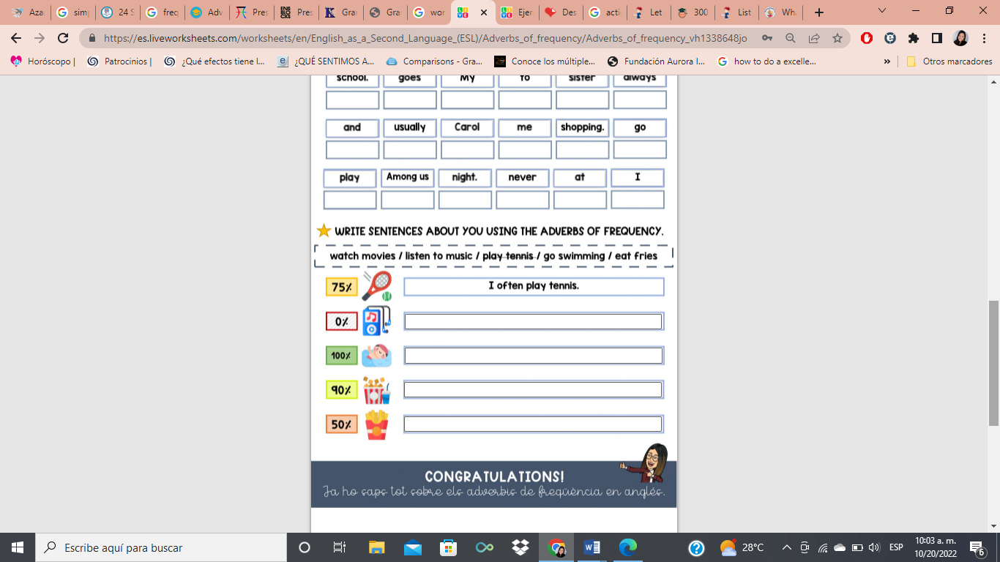 Aza
simp
24 S
freq
Adv
Pres
Pres
Gra
Gra
wor
Ejer
Des
acti
Let
300
List
Wha
https://es.liveworksheets.com/worksheets/en/English_as_a_Second_Language_(ESL)/Adverbs_of_frequency/Adverbs_of_frequency_vh1338648jo
Horóscopo |
Patrocinios |
¿Qué efectos tiene l...
¿QUÉ SENTIMOS A...
Comparisons - Gra...
Conoce los múltiple...
Fundación Aurora I...
how to do a excelle...
»
Otros marcadores
school. goes My to sister always
and usually Carol me shopping. go
play Among us night. never at I
WRITE SENTENCES ABOUT YOU USING THE ADVERBS OF FREQUENCY.
watch movies / listen to music / play tennis / go swimming / eat fries
75% I often play tennis.
0%
100%
90%
50%
CONGRATULATIONS!
Ja ho saps tot sobre els adverbis de freqüència en anglés.
Escribe aquí para buscar
28°C
ESP
10:03 a. m.
10/20/2022
6